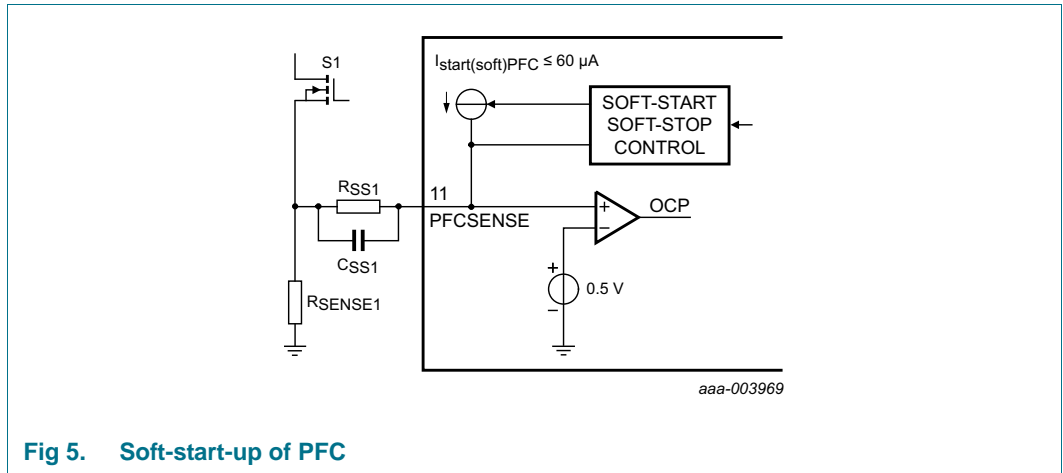 S1
Istart(soft)PFC ≤ 60 µA
SOFT-START
SOFT-STOP
CONTROL
RSS1
11
PFCSENSE
OCP
CSS1
+
−
+
−
0.5 V
RSENSE1
aaa-003969
Fig 5. Soft-start-up of PFC